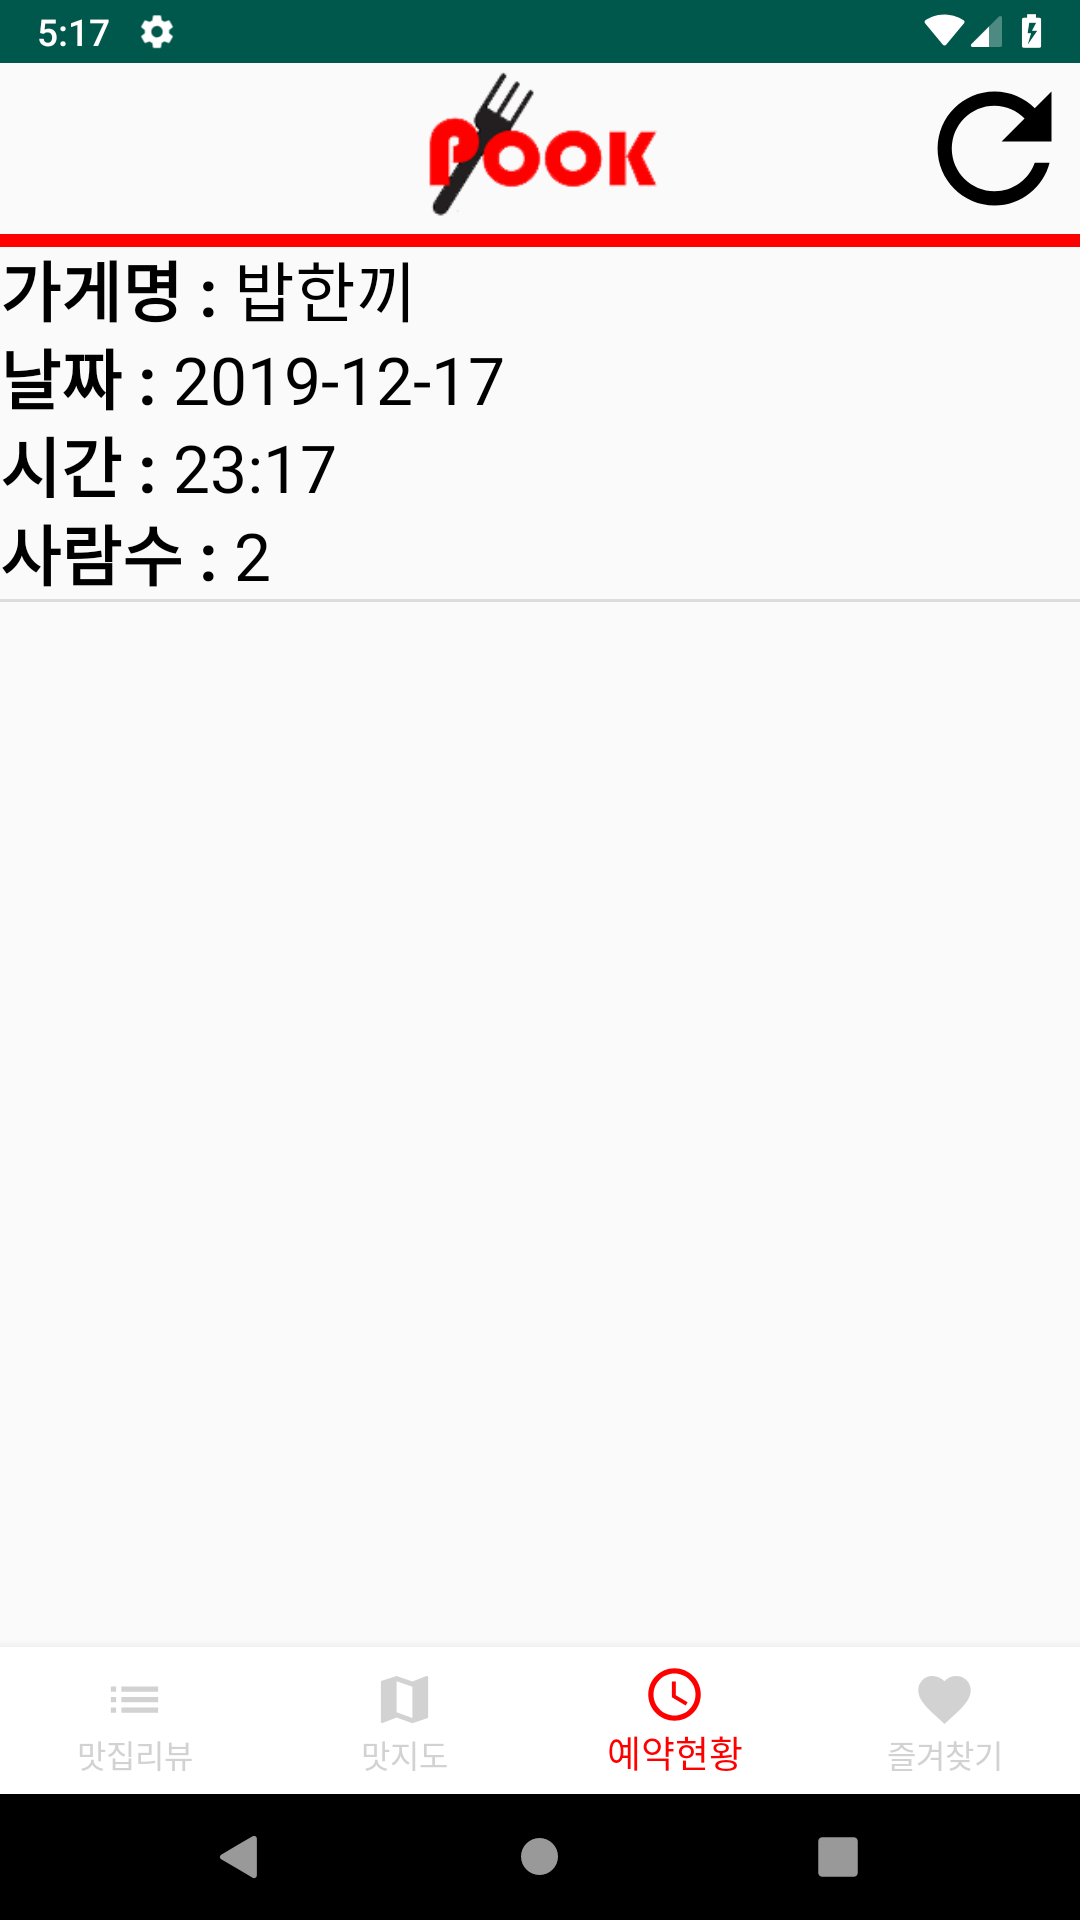 5:17
POOK
가게명 : 밥한끼
날짜 : 2019-12-17
시간 : 23:17
사람수 : 2
맛집리뷰 맛지도 예약현황 즐겨찾기